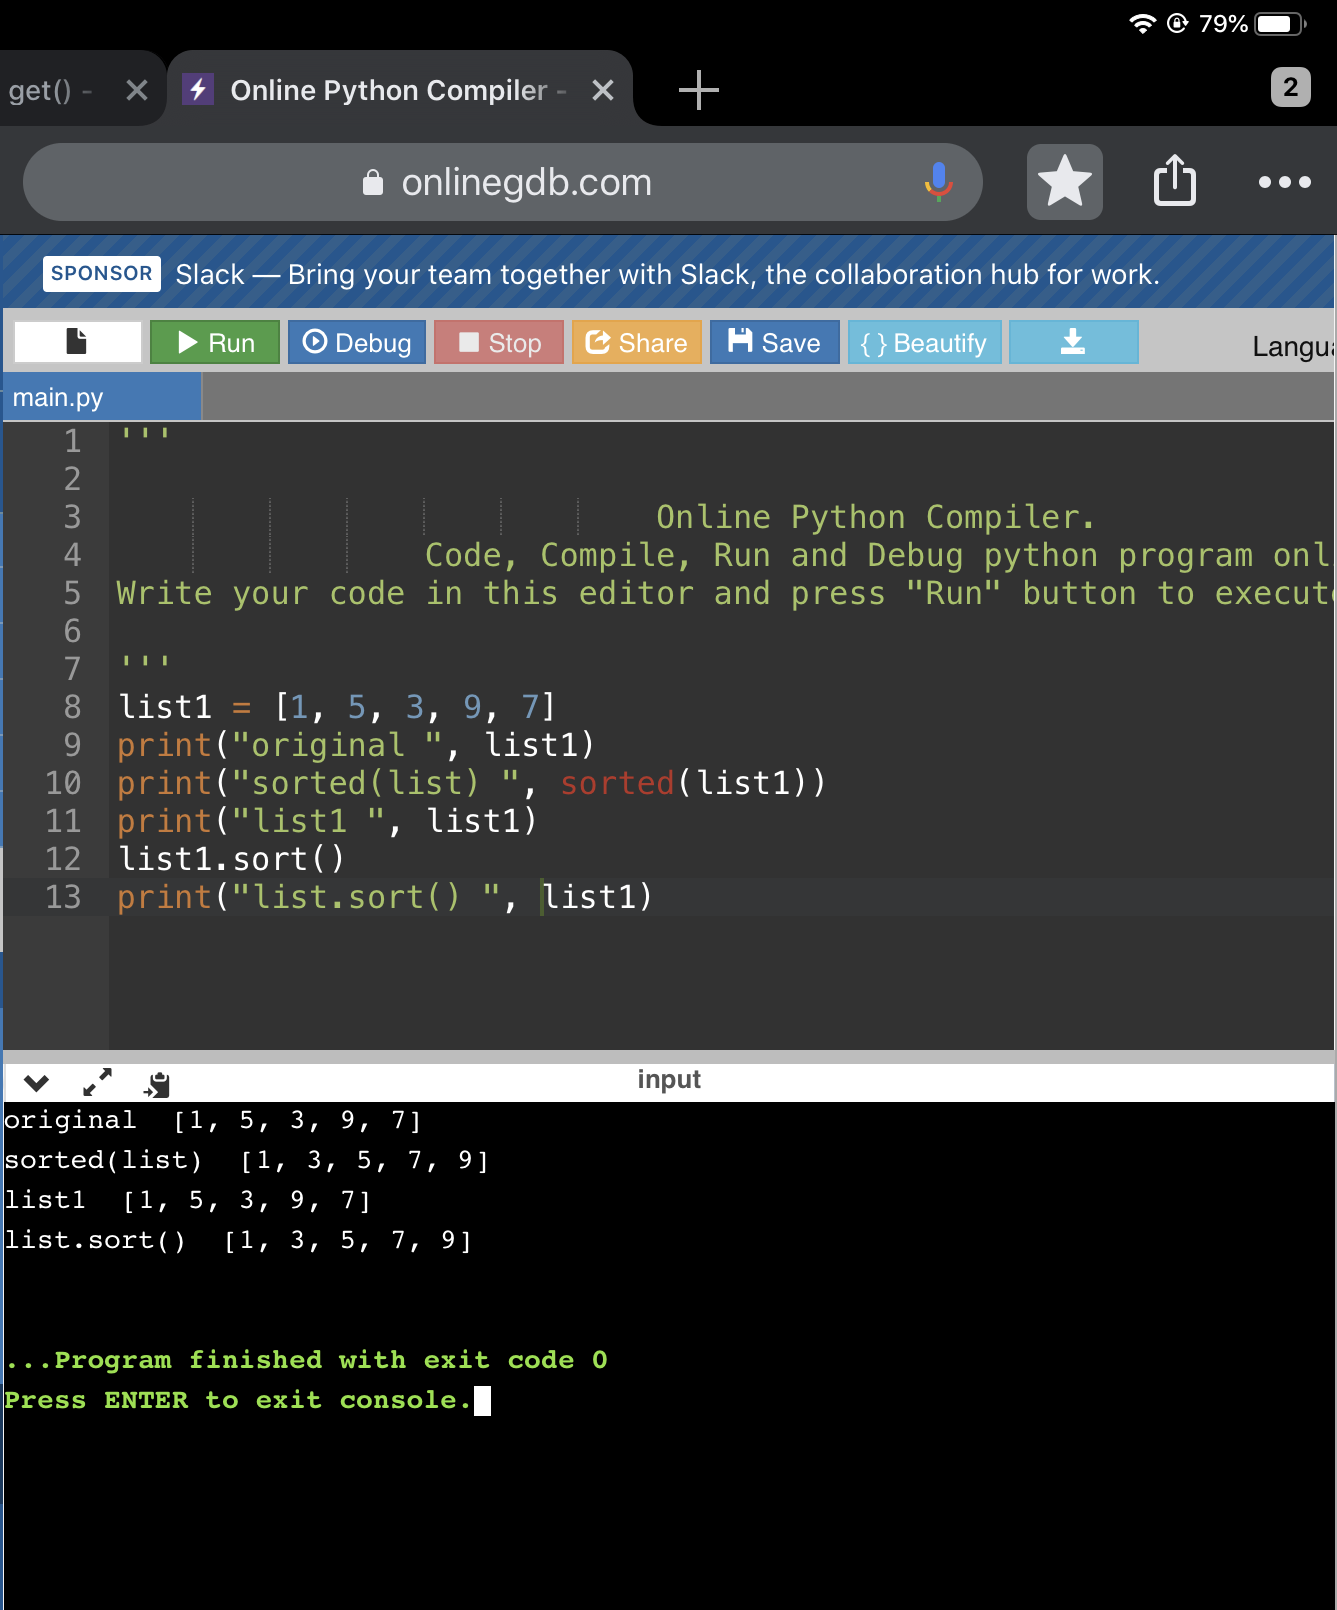 79%
get() -
Online Python Compiler -
2
onlinegdb.com
SPONSOR Slack — Bring your team together with Slack, the collaboration hub for work.
Run Debug Stop Share Save { } Beautify
main.py
1 '''
2
3 Online Python Compiler.
4 Code, Compile, Run and Debug python program
5 Write your code in this editor and press "Run" button to
6
7 '''
8 list1 = [1, 5, 3, 9, 7]
9 print("original ", list1)
10 print("sorted(list) ", sorted(list1))
11 print("list1 ", list1)
12 list1.sort()
13 print("list.sort() ", list1)
input
original  [1, 5, 3, 9, 7]
sorted(list)  [1, 3, 5, 7, 9]
list1  [1, 5, 3, 9, 7]
list.sort()  [1, 3, 5, 7, 9]
...Program finished with exit code 0
Press ENTER to exit console.